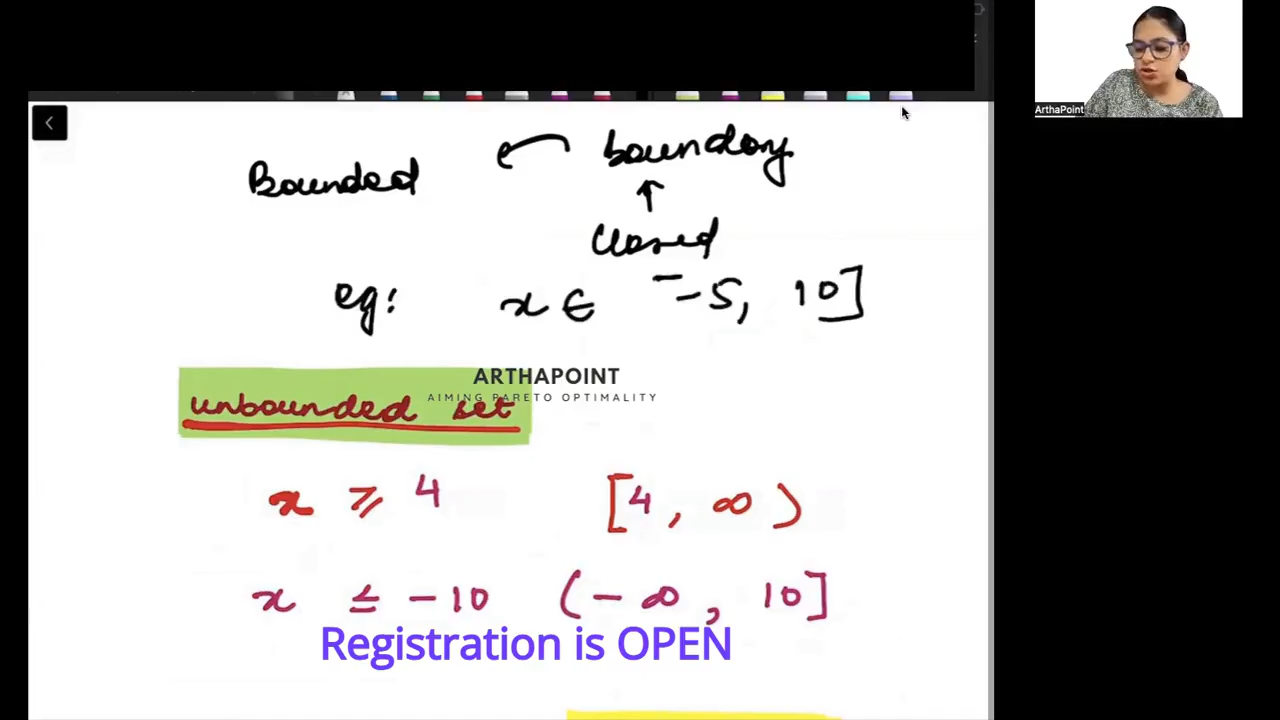 ArthaPoint
Bounded boundary
closed
eg: x ∈ -5, 10]
ARTHAPOINT
AIMING PARETO OPTIMALITY
unbounded set
x ≥ 4 [4, ∞)
x ≤ -10 (-∞, 10]
Registration is OPEN